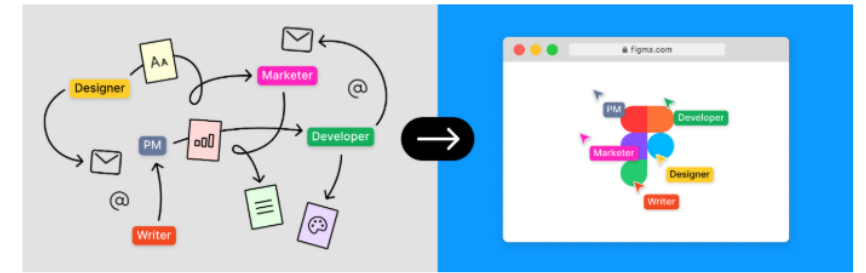 AA
Designer
Marketer
@
PM
Developer
@
Writer
figma.com
PM
Developer
Marketer
Designer
Writer